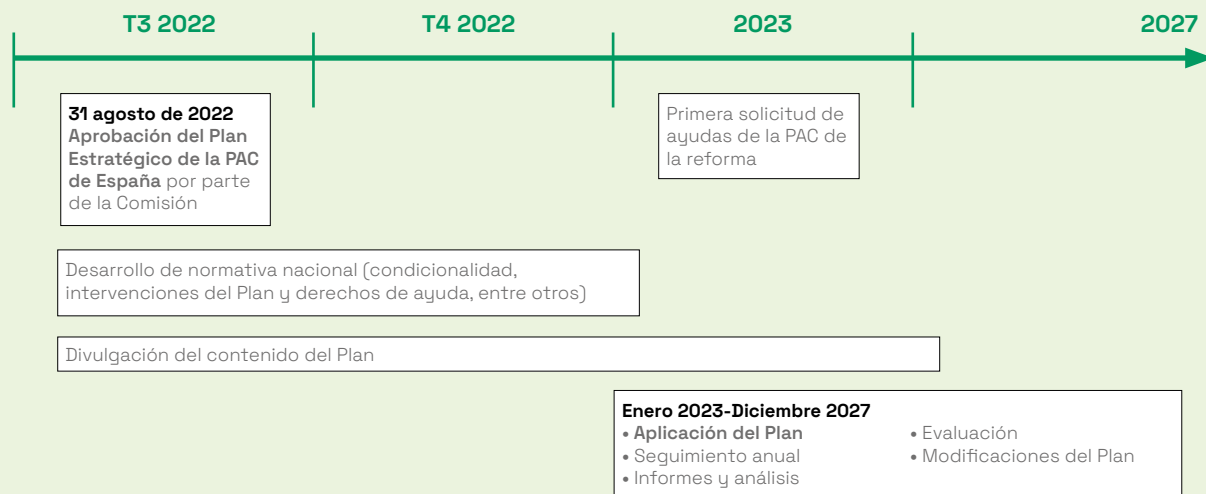 T3 2022
T4 2022
2023
2027
31 agosto de 2022
Aprobación del Plan
Estratégico de la PAC
de España por parte
de la Comisión
Primera solicitud de
ayudas de la PAC de
la reforma
Desarrollo de normativa nacional (condicionalidad,
intervenciones del Plan y derechos de ayuda, entre otros)
Divulgación del contenido del Plan
Enero 2023-Diciembre 2027
• Aplicación del Plan
• Seguimiento anual
• Informes y análisis
• Evaluación
• Modificaciones del Plan